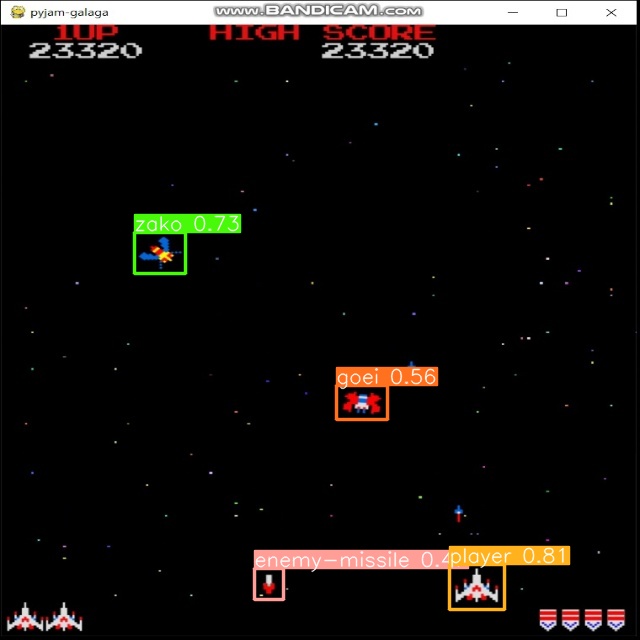 pyjam-galaga
www.BANDICAM.com
1UP HIGH SCORE
23320 23320
zako 0.73
goei 0.56
enemy-missile 0.4
player 0.81